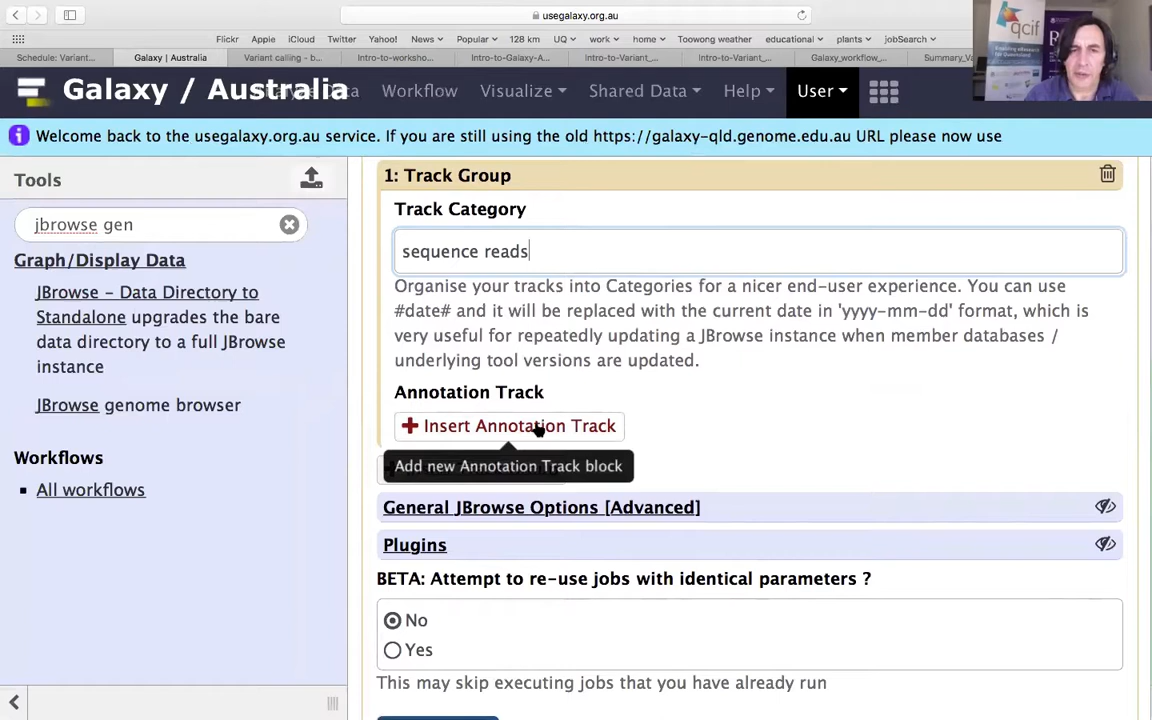 usegalaxy.org.au
Flickr Apple iCloud Twitter Yahoo! News Popular 128 km UQ work home Toowong weather educational plants jobSearch
Schedule: Variant... Galaxy | Australia Variant calling - b... Intro-to-worksho... Intro-to-Galaxy-A... Intro-to-Variant_... Intro-to-Variant_... Galaxy_workflow_... Summary_Va
qcif
Galaxy / Australia Workflow Visualize Shared Data Help User
Welcome back to the usegalaxy.org.au service. If you are still using the old https://galaxy-qld.genome.edu.au URL please now use
Tools
jbrowse gen
Graph/Display Data
JBrowse - Data Directory to
Standalone upgrades the bare
data directory to a full JBrowse
instance
JBrowse genome browser
Workflows
All workflows
1: Track Group
Track Category
sequence reads
Organise your tracks into Categories for a nicer end-user experience. You can use
#date# and it will be replaced with the current date in 'yyyy-mm-dd' format, which is
very useful for repeatedly updating a JBrowse instance when member databases /
underlying tool versions are updated.
Annotation Track
Insert Annotation Track
Add new Annotation Track block
General JBrowse Options [Advanced]
Plugins
BETA: Attempt to re-use jobs with identical parameters ?
No
Yes
This may skip executing jobs that you have already run